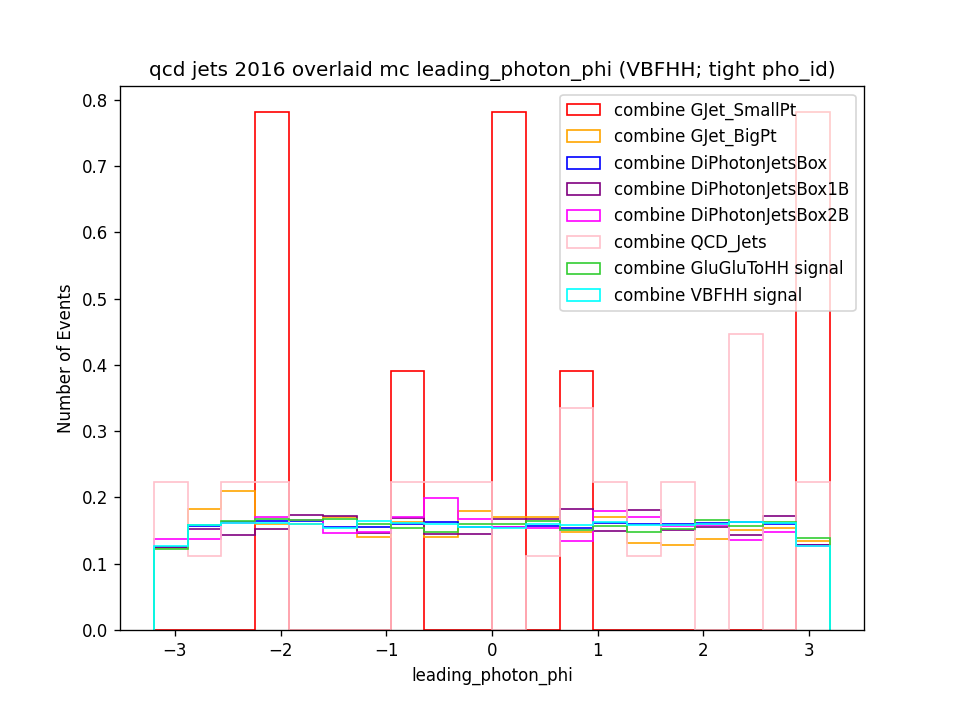 qcd jets 2016 overlaid mc leading_photon_phi (VBFHH; tight pho_id)
Number of Events
0.8
0.7
0.6
0.5
0.4
0.3
0.2
0.1
0.0
combine GJet_SmallPt
combine GJet_BigPt
combine DiPhotonJetsBox
combine DiPhotonJetsBox1B
combine DiPhotonJetsBox2B
combine QCD_Jets
combine GluGluToHH signal
combine VBFHH signal
−3 −2 −1 0 1 2 3
leading_photon_phi